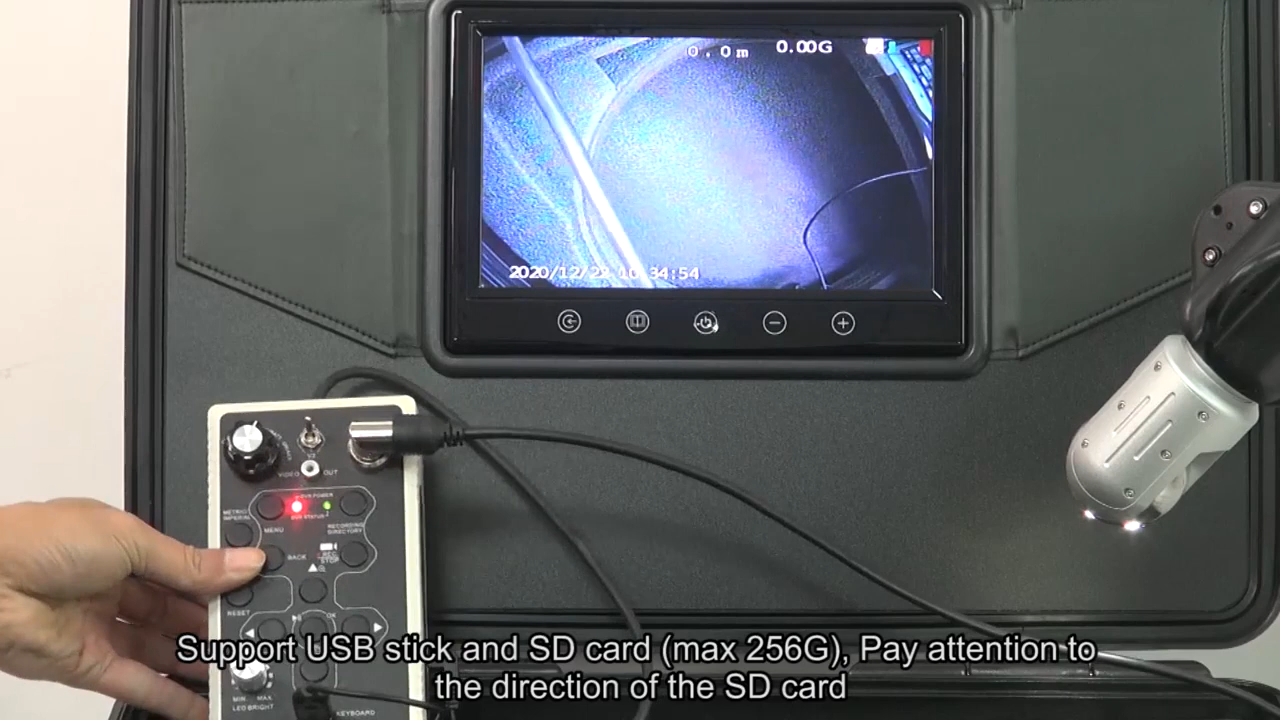 0.0m 0.00G
2020/12/22 10:34:54
VIDEO OUT
DVR POWER
METRIC/
IMPERIAL
MENU
DVR STATUS
RECORDING
DIRECTORY
BACK
REC
STOP
RESET
OK
MIN MAX
LED BRIGHT
KEYBOARD
Support USB stick and SD card (max 256G), Pay attention to
the direction of the SD card